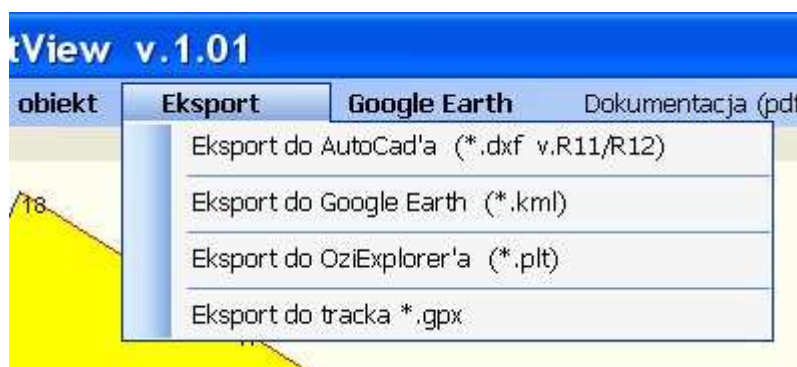 tView v.1.01
obiekt Eksport Google Earth Dokumentacja (pdf
Eksport do AutoCad'a (*.dxf v.R11/R12)
Eksport do Google Earth (*.kml)
/18
Eksport do OziExplorer'a (*.plt)
Eksport do tracka *.gpx